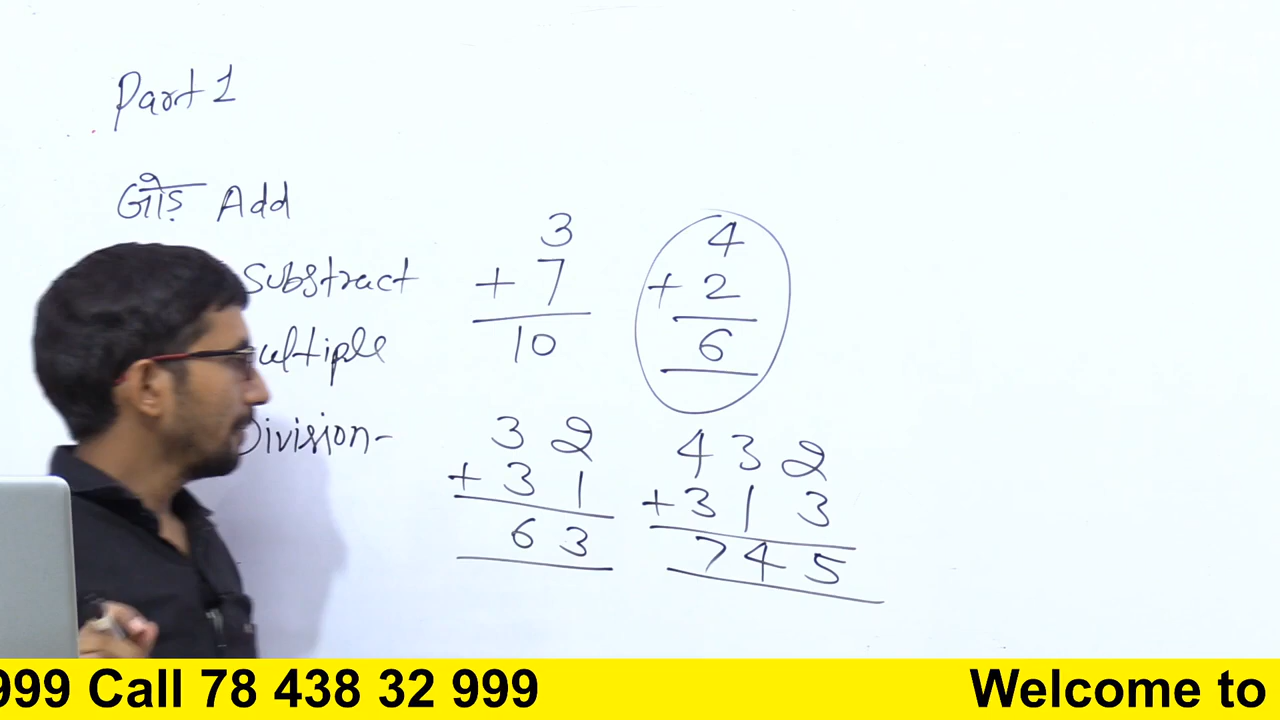 Part 1
जोड़ Add
Substract
ultiple
Division-
3
+ 7
10
4
+ 2
6
3 2
+ 3 1
6 3
4 3 2
+ 3 1 3
7 4 5
999 Call 78 438 32 999
Welcome to